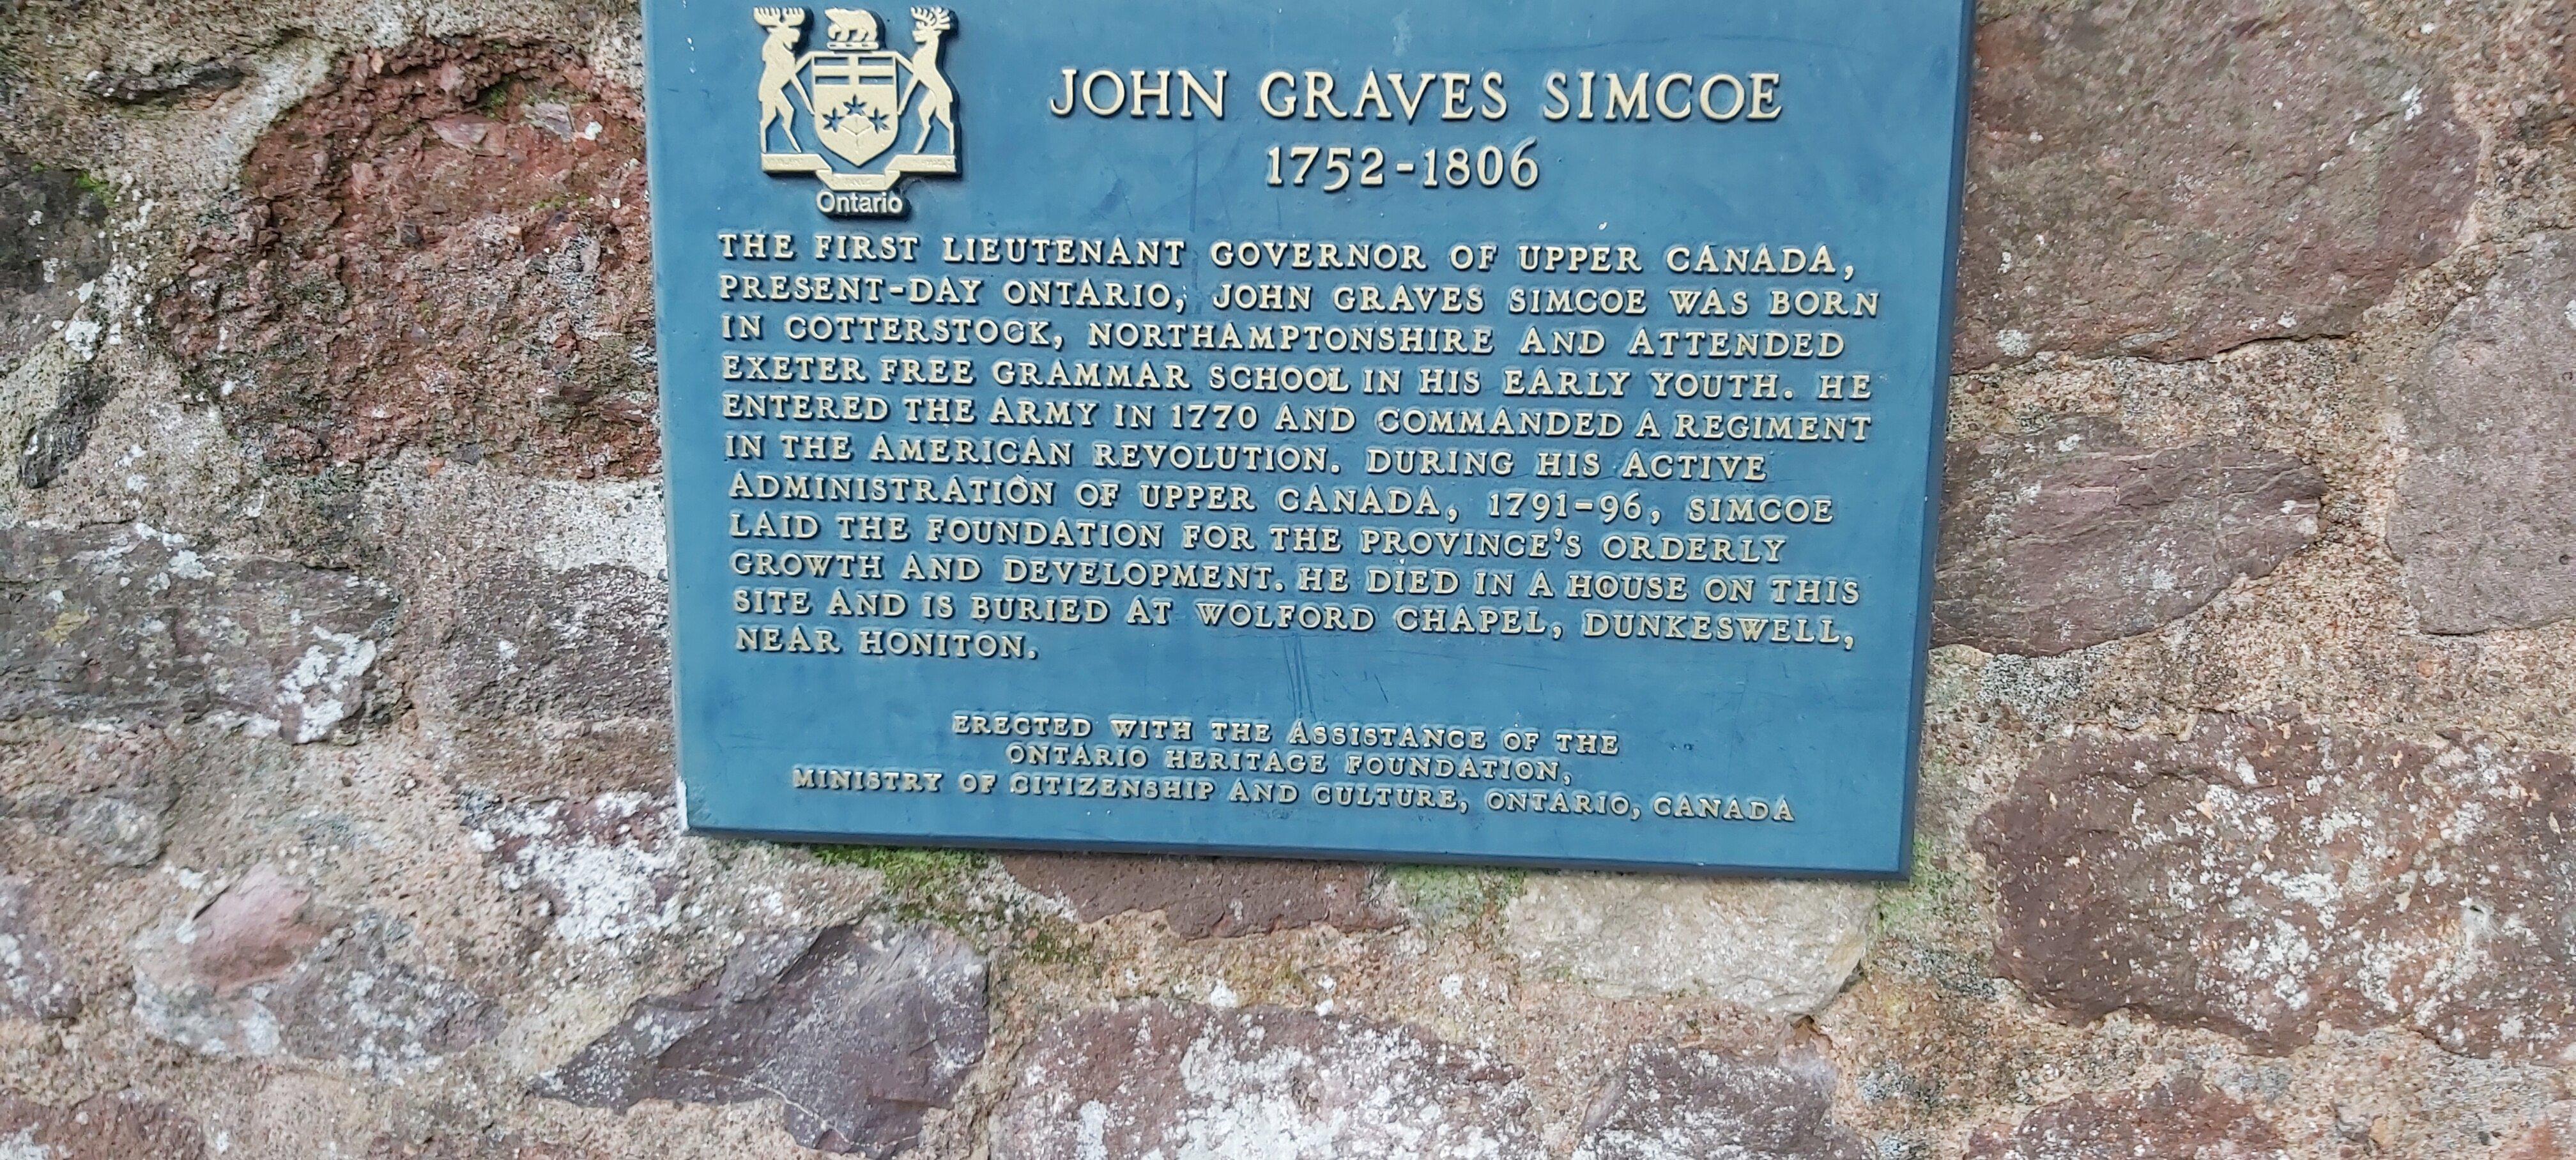 Ontario
JOHN GRAVES SIMCOE
1752-1806
THE FIRST LIEUTENANT GOVERNOR OF UPPER CANADA,
PRESENT-DAY ONTARIO, JOHN GRAVES SIMCOE WAS BORN
IN COTTERSTOCK, NORTHAMPTONSHIRE AND ATTENDED
EXETER FREE GRAMMAR SCHOOL IN HIS EARLY YOUTH. HE
ENTERED THE ARMY IN 1770 AND COMMANDED A REGIMENT
IN THE AMERICAN REVOLUTION. DURING HIS ACTIVE
ADMINISTRATION OF UPPER CANADA, 1791-96, SIMCOE
LAID THE FOUNDATION FOR THE PROVINCE'S ORDERLY
GROWTH AND DEVELOPMENT. HE DIED IN A HOUSE ON THIS
SITE AND IS BURIED AT WOLFORD CHAPEL, DUNKESWELL,
NEAR HONITON.
ERECTED WITH THE ASSISTANCE OF THE
ONTARIO HERITAGE FOUNDATION,
MINISTRY OF CITIZENSHIP AND CULTURE, ONTARIO, CANADA